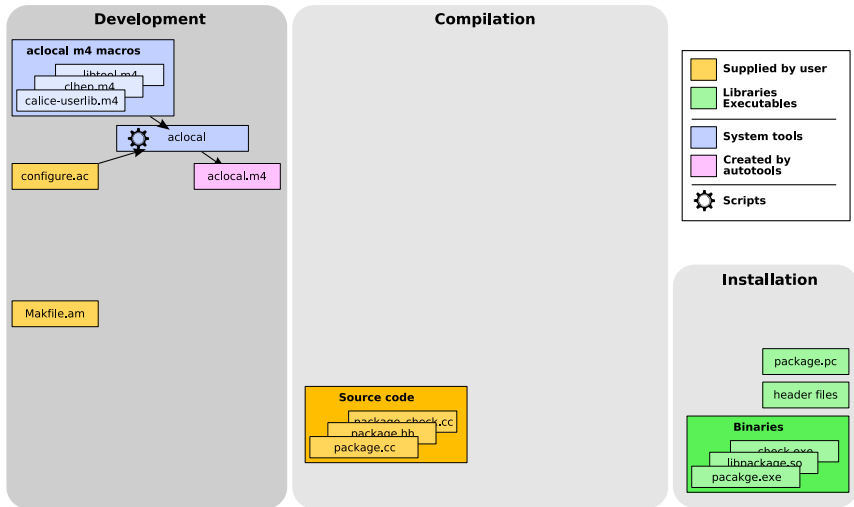 Development
aclocal m4 macros
libtool.m4
clhep.m4
calice-userlib.m4
aclocal
configure.ac
aclocal.m4
Makfile.am
Compilation
Source code
package_check.cc
package.hh
package.cc
Supplied by user
Libraries
Executables
System tools
Created by
autotools
Scripts
Installation
package.pc
header files
Binaries
check.exe
libpackage.so
pacakge.exe